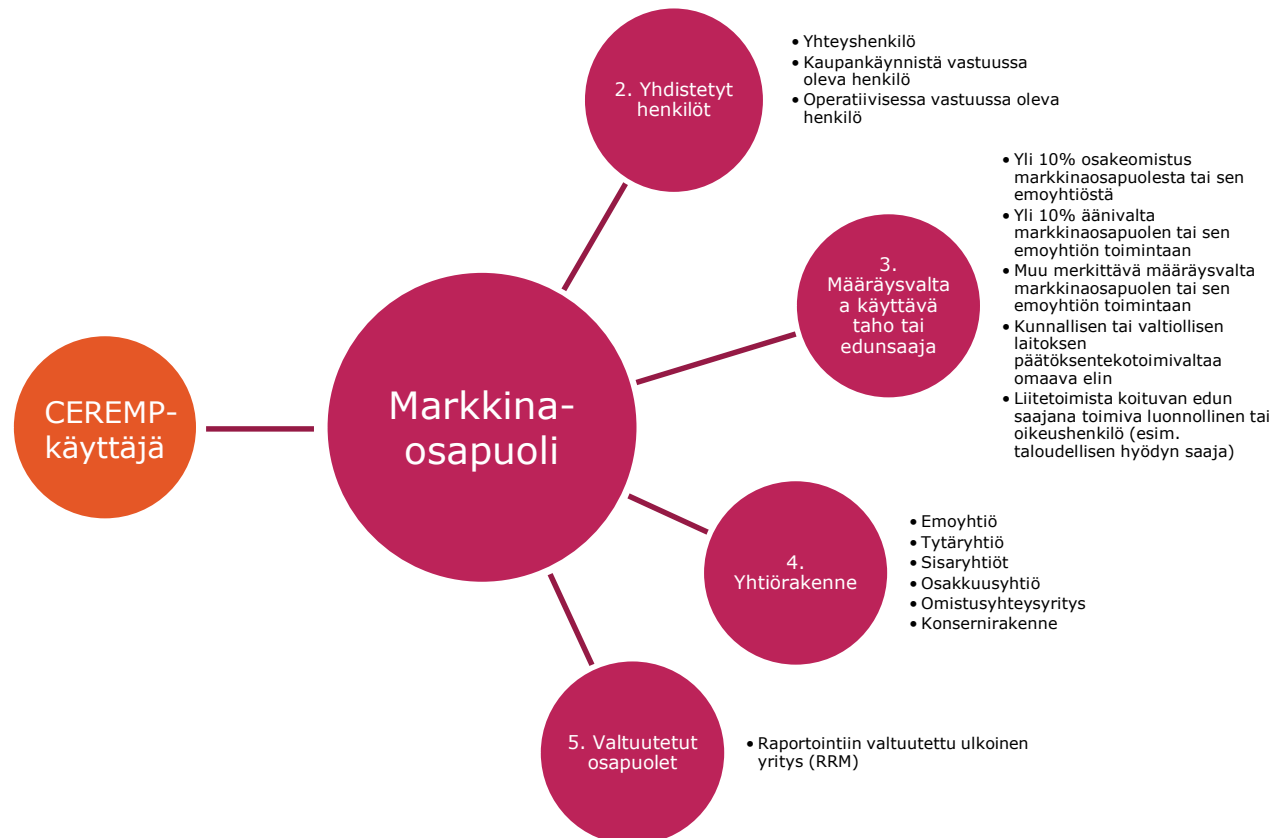 CEREMP-
käyttäjä
Markkina-
osapuoli
2. Yhdistetyt
henkilöt
• Yhteyshenkilö
• Kaupankäynnistä vastuussa
oleva henkilö
• Operatiivisessa vastuussa oleva
henkilö
3.
Määräysvalta
a käyttävä
taho tai
edunsaaja
• Yli 10% osakeomistus
markkinaosapuolesta tai sen
emoyhtiöstä
• Yli 10% äänivalta
markkinaosapuolen tai sen
emoyhtiön toimintaan
• Muu merkittävä määräysvalta
markkinaosapuolen tai sen
emoyhtiön toimintaan
• Kunnallisen tai valtiollisen
laitoksen
päätöksentekotoimivaltaa
omaava elin
• Liitetoimista koituvan edun
saajana toimiva luonnollinen tai
oikeushenkilö (esim.
taloudellisen hyödyn saaja)
4.
Yhtiörakenne
• Emoyhtiö
• Tytäryhtiö
• Sisaryhtiöt
• Osakkuusyhtiö
• Omistusyhteysyritys
• Konsernirakenne
5. Valtuutetut
osapuolet
• Raportointiin valtuutettu ulkoinen
yritys (RRM)